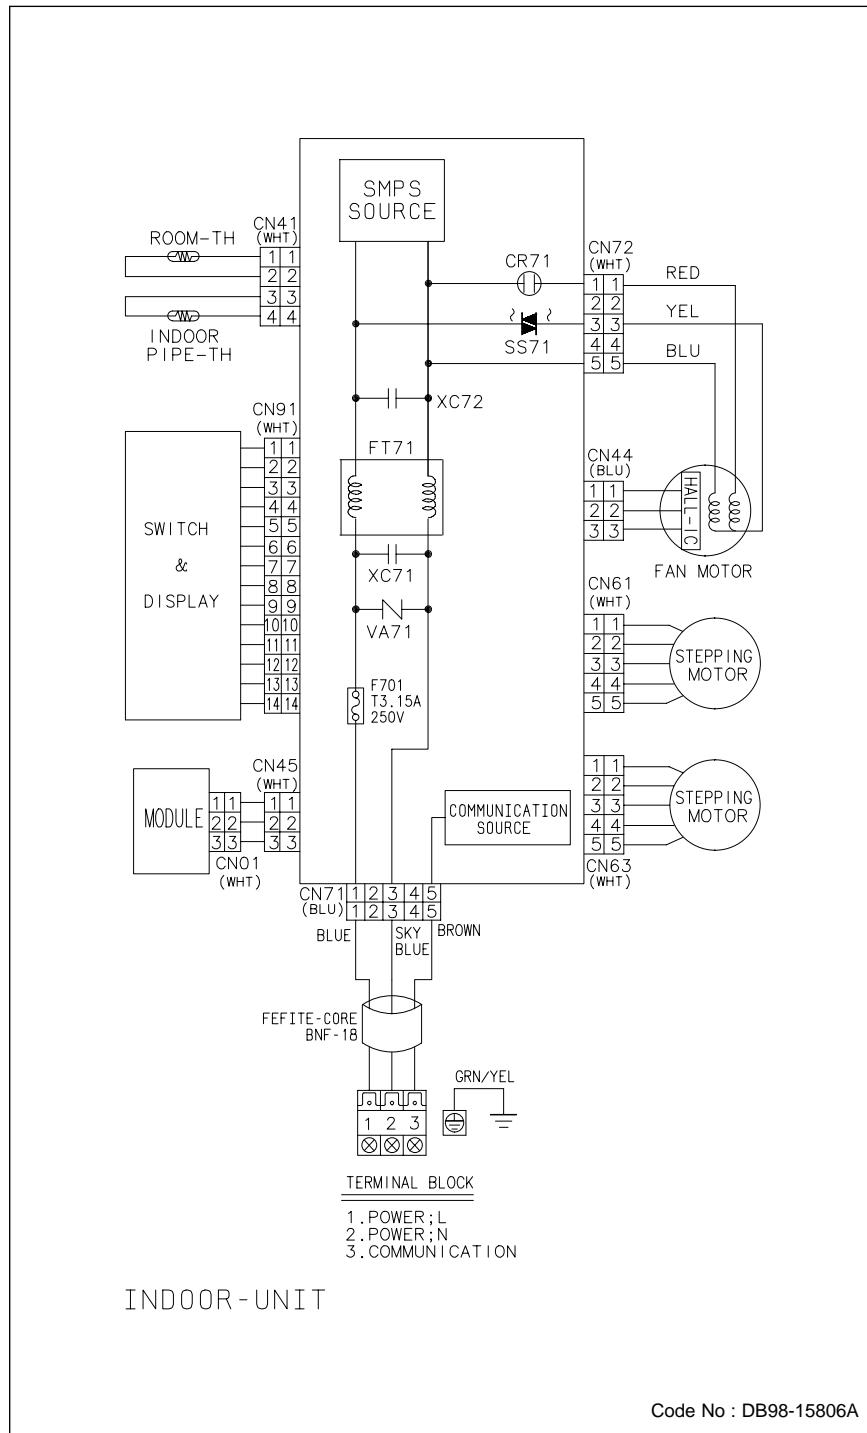 SMPS
SOURCE
CN41
(WHT)
ROOM-TH
1 1
2 2
3 3
4 4
INDOOR
PIPE-TH
CR71
CN72
(WHT)
RED
1 1
2 2
YEL
3 3
SS71
4 4
BLU
5 5
XC72
CN91
(WHT)
1 1
2 2
3 3
4 4
5 5
6 6
7 7
8 8
9 9
10 10
11 11
12 12
13 13
14 14
SWITCH
&
DISPLAY
FT71
CN44
(BLU)
1 1
2 2
3 3
HALL-IC
FAN MOTOR
XC71
VA71
CN61
(WHT)
1 1
2 2
3 3
4 4
5 5
STEPPING
MOTOR
F701
T3.15A
250V
CN45
(WHT)
MODULE
1 1
2 2
3 3
1 1
2 2
3 3
CN01
(WHT)
COMMUNICATION
SOURCE
1 1
2 2
3 3
4 4
5 5
STEPPING
MOTOR
CN63
(WHT)
CN71
(BLU)
1 2 3 4 5
1 2 3 4 5
BLUE
SKY
BLUE
BROWN
FEFITE-CORE
BNF-18
GRN/YEL
1 2 3
TERMINAL BLOCK
1.POWER;L
2.POWER;N
3.COMMUNICATION
INDOOR-UNIT
Code No : DB98-15806A